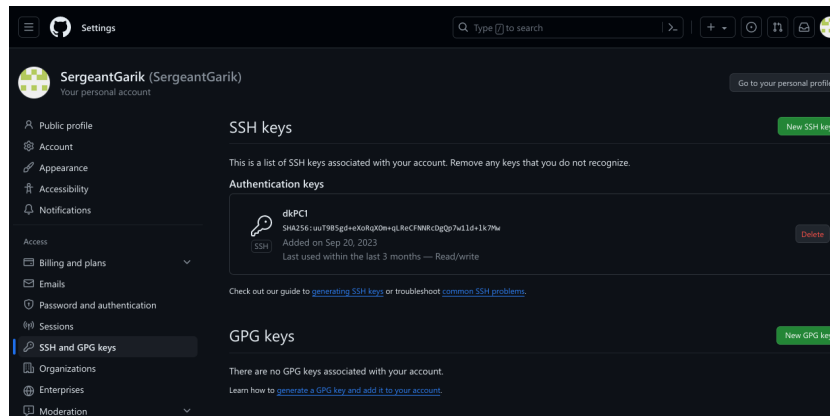 Settings
Type / to search
SergeantGarik (SergeantGarik)
Your personal account
Go to your personal profile
Public profile
Account
Appearance
Accessibility
Notifications
Access
Billing and plans
Emails
Password and authentication
Sessions
SSH and GPG keys
Organizations
Enterprises
Moderation
SSH keys
New SSH key
This is a list of SSH keys associated with your account. Remove any keys that you do not recognize.
Authentication keys
dkPC1
SHA256:uuT9B5gd+eXoRqXOm+qLReCFNNRcDgQp7w1ld+lk7Mw
SSH
Added on Sep 20, 2023
Last used within the last 3 months — Read/write
Delete
Check out our guide to generating SSH keys or troubleshoot common SSH problems.
GPG keys
New GPG key
There are no GPG keys associated with your account.
Learn how to generate a GPG key and add it to your account.